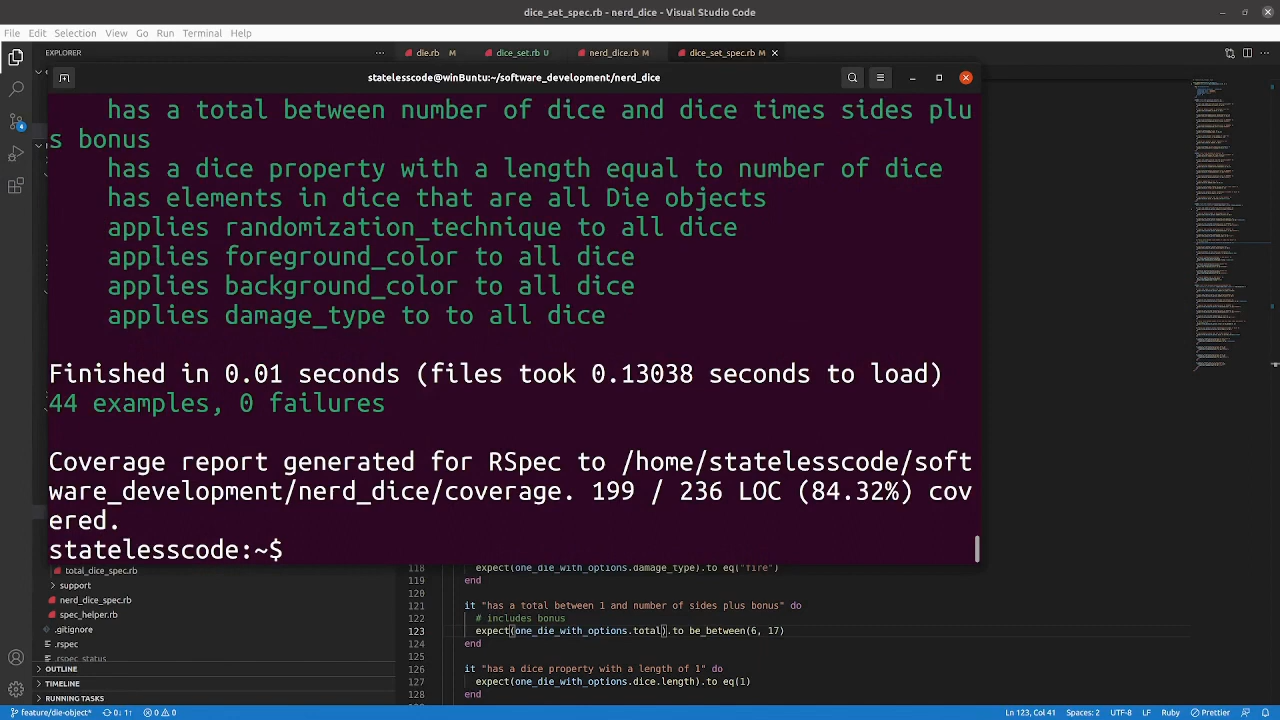 dice_set_spec.rb - nerd_dice - Visual Studio Code
File Edit Selection View Go Run Terminal Help
EXPLORER
die.rb M
dice_set.rb U
nerd_dice.rb M
dice_set_spec.rb M
statelesscode@winBuntu:~/software_development/nerd_dice
has a total between number of dice and dice times sides plu
s bonus
has a dice property with a length equal to number of dice
has elements in dice that are all Die objects
applies randomization_technique to all dice
applies foreground_color to all dice
applies background_color to all dice
applies damage_type to to all dice
Finished in 0.01 seconds (files took 0.13038 seconds to load)
44 examples, 0 failures
Coverage report generated for RSpec to /home/statelesscode/soft
ware_development/nerd_dice/coverage. 199 / 236 LOC (84.32%) cov
ered.
statelesscode:~$
total_dice_spec.rb
support
nerd_dice_spec.rb
spec_helper.rb
.gitignore
.rspec
.rspec_status
OUTLINE
TIMELINE
RUNNING TASKS
118 expect(one_die_with_options.damage_type).to eq("fire")
119 end
120
121 it "has a total between 1 and number of sides plus bonus" do
122 # includes bonus
123 expect(one_die_with_options.total).to be_between(6, 17)
124 end
125
126 it "has a dice property with a length of 1" do
127 expect(one_die_with_options.dice.length).to eq(1)
128 end
feature/die-object* 0↓ 1↑ 0 0 Ln 123, Col 41 Spaces: 2 UTF-8 LF Ruby Prettier